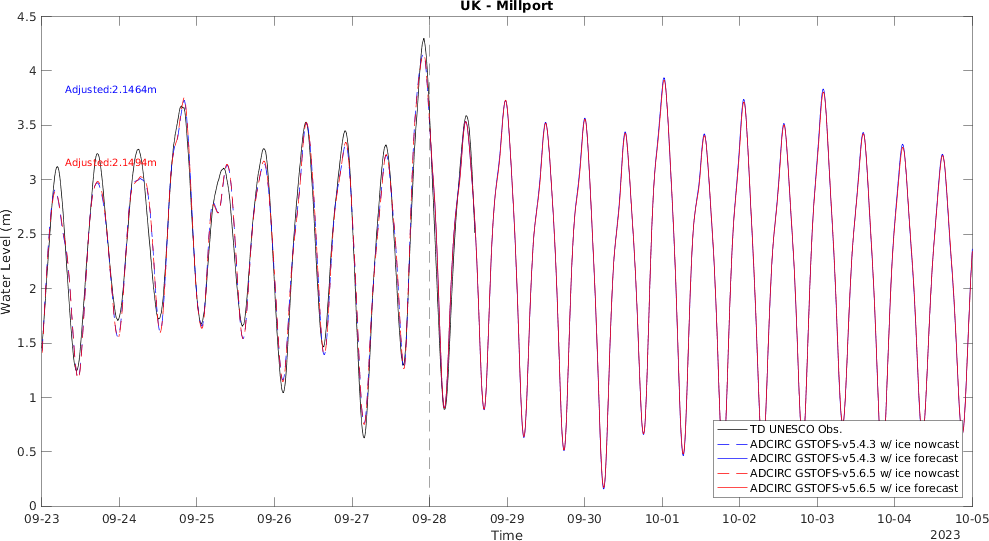 UK - Millport
4.5
4
3.5
3
2.5
2
1.5
1
0.5
0
Water Level (m)
Adjusted:2.1464m
Adjusted:2.1494m
TD UNESCO Obs.
ADCIRC GSTOFS-v5.4.3 w/ ice nowcast
ADCIRC GSTOFS-v5.4.3 w/ ice forecast
ADCIRC GSTOFS-v5.6.5 w/ ice nowcast
ADCIRC GSTOFS-v5.6.5 w/ ice forecast
09-23 09-24 09-25 09-26 09-27 09-28 09-29 09-30 10-01 10-02 10-03 10-04 10-05
Time
2023